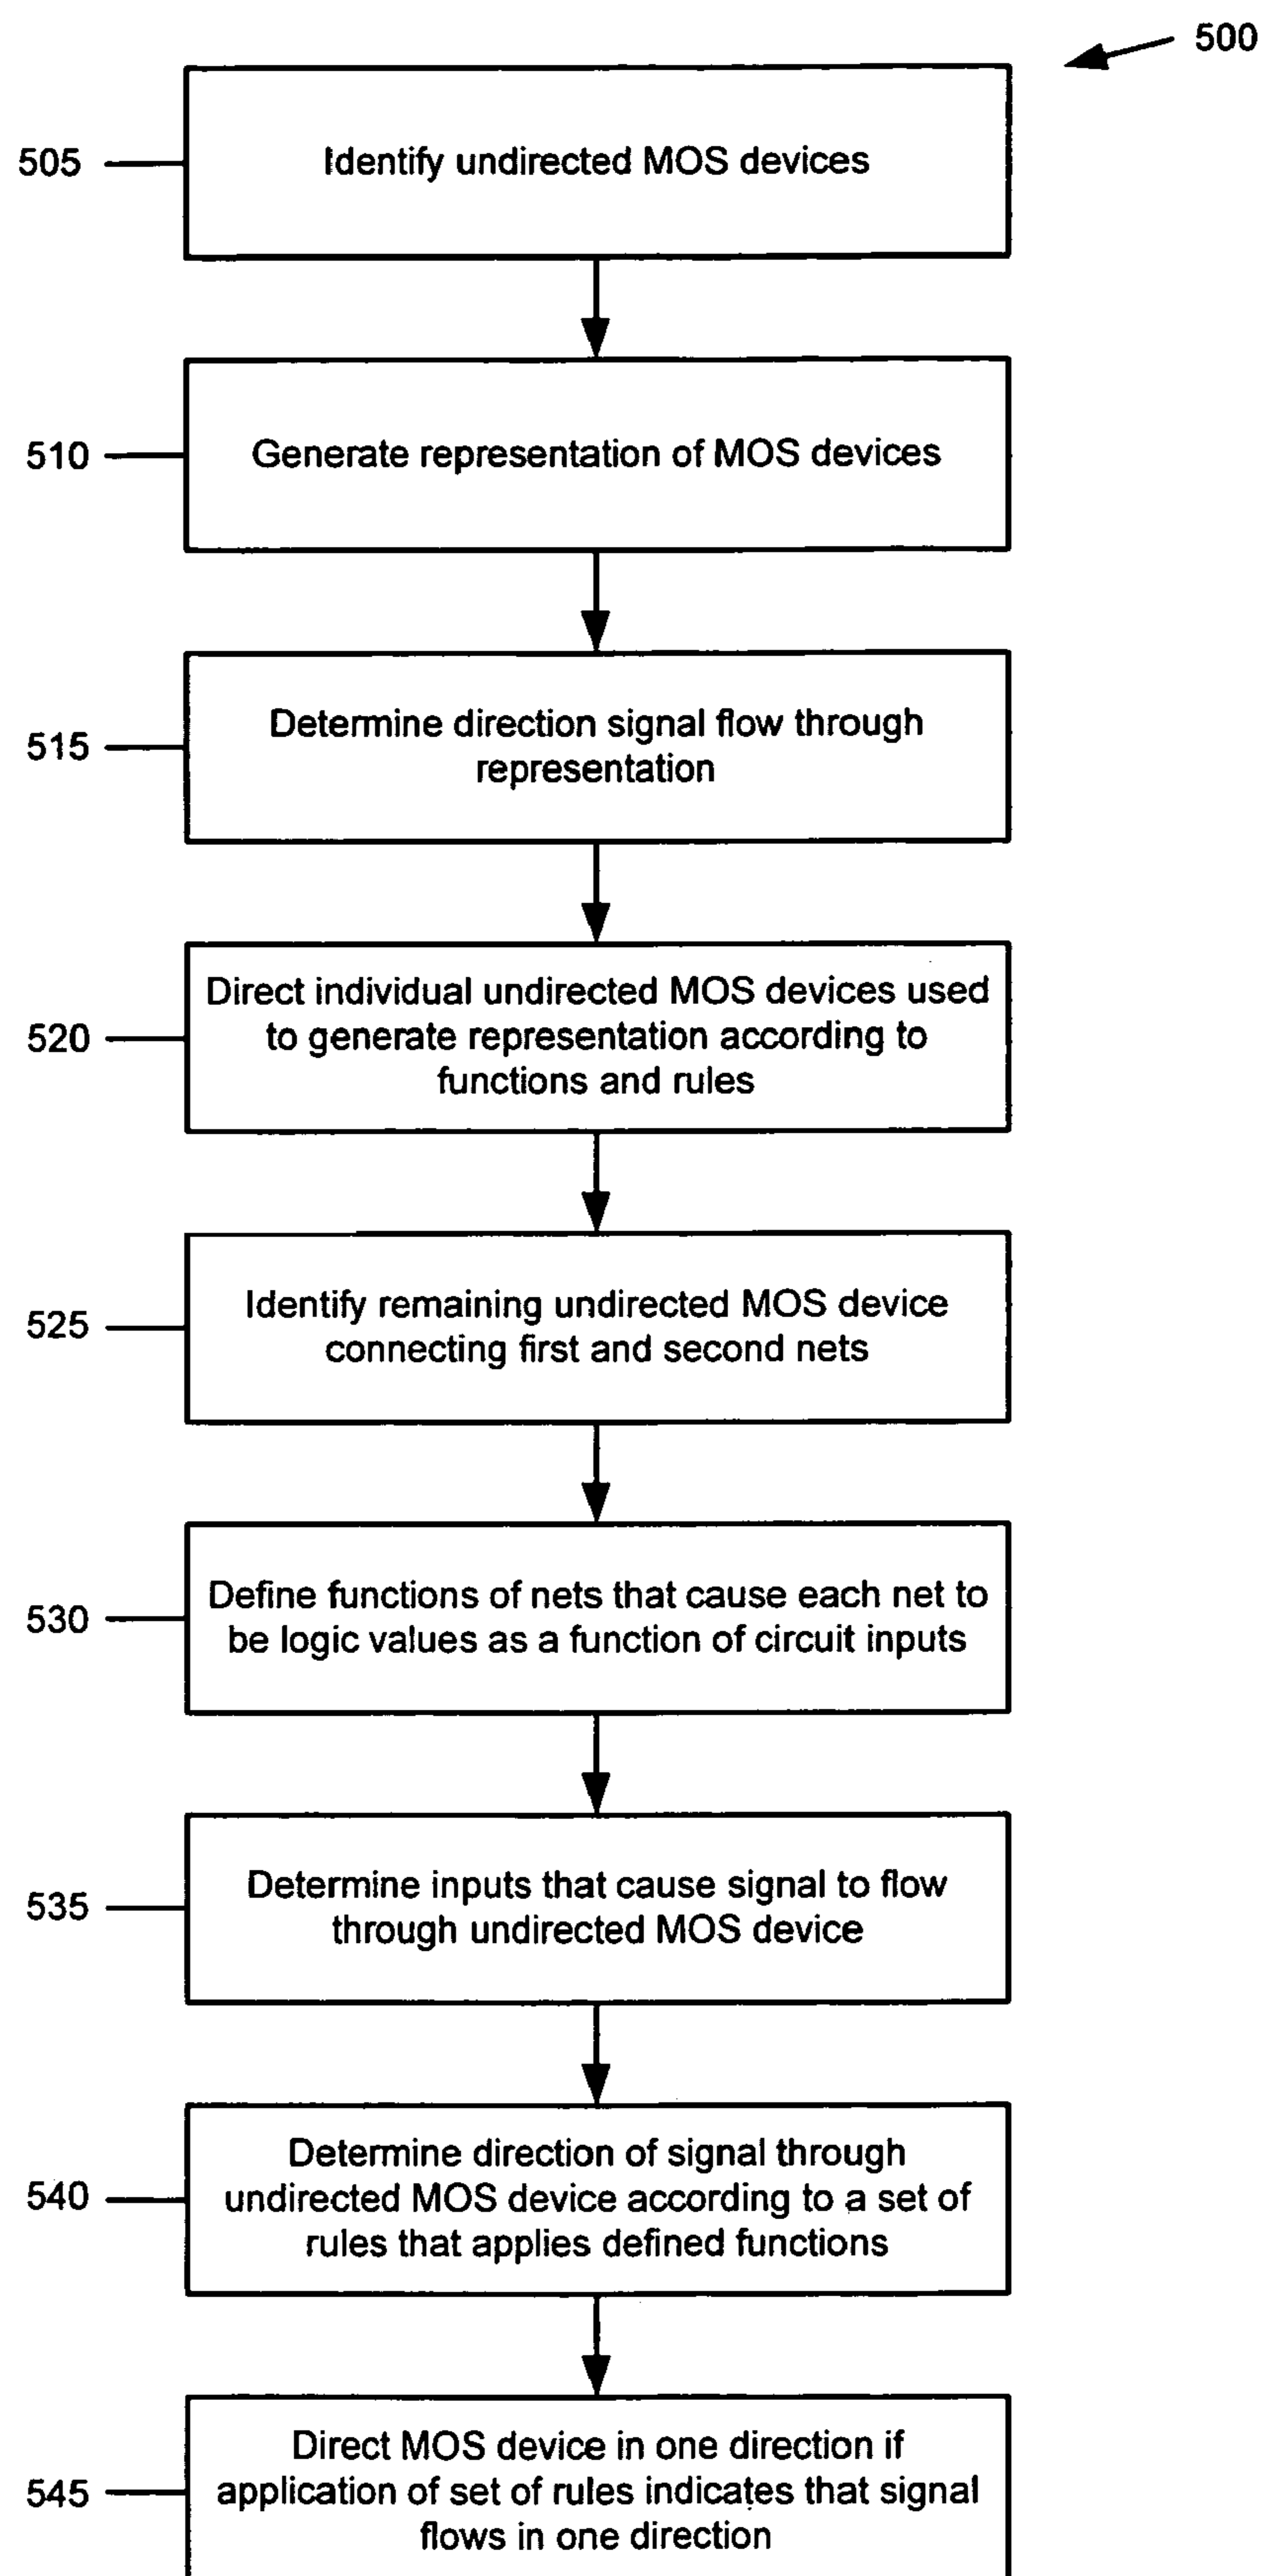 500
505
Identify undirected MOS devices
510
Generate representation of MOS devices
515
Determine direction signal flow through
representation
520
Direct individual undirected MOS devices used
to generate representation according to
functions and rules
525
Identify remaining undirected MOS device
connecting first and second nets
530
Define functions of nets that cause each net to
be logic values as a function of circuit inputs
535
Determine inputs that cause signal to flow
through undirected MOS device
540
Determine direction of signal through
undirected MOS device according to a set of
rules that applies defined functions
545
Direct MOS device in one direction if
application of set of rules indicates that signal
flows in one direction